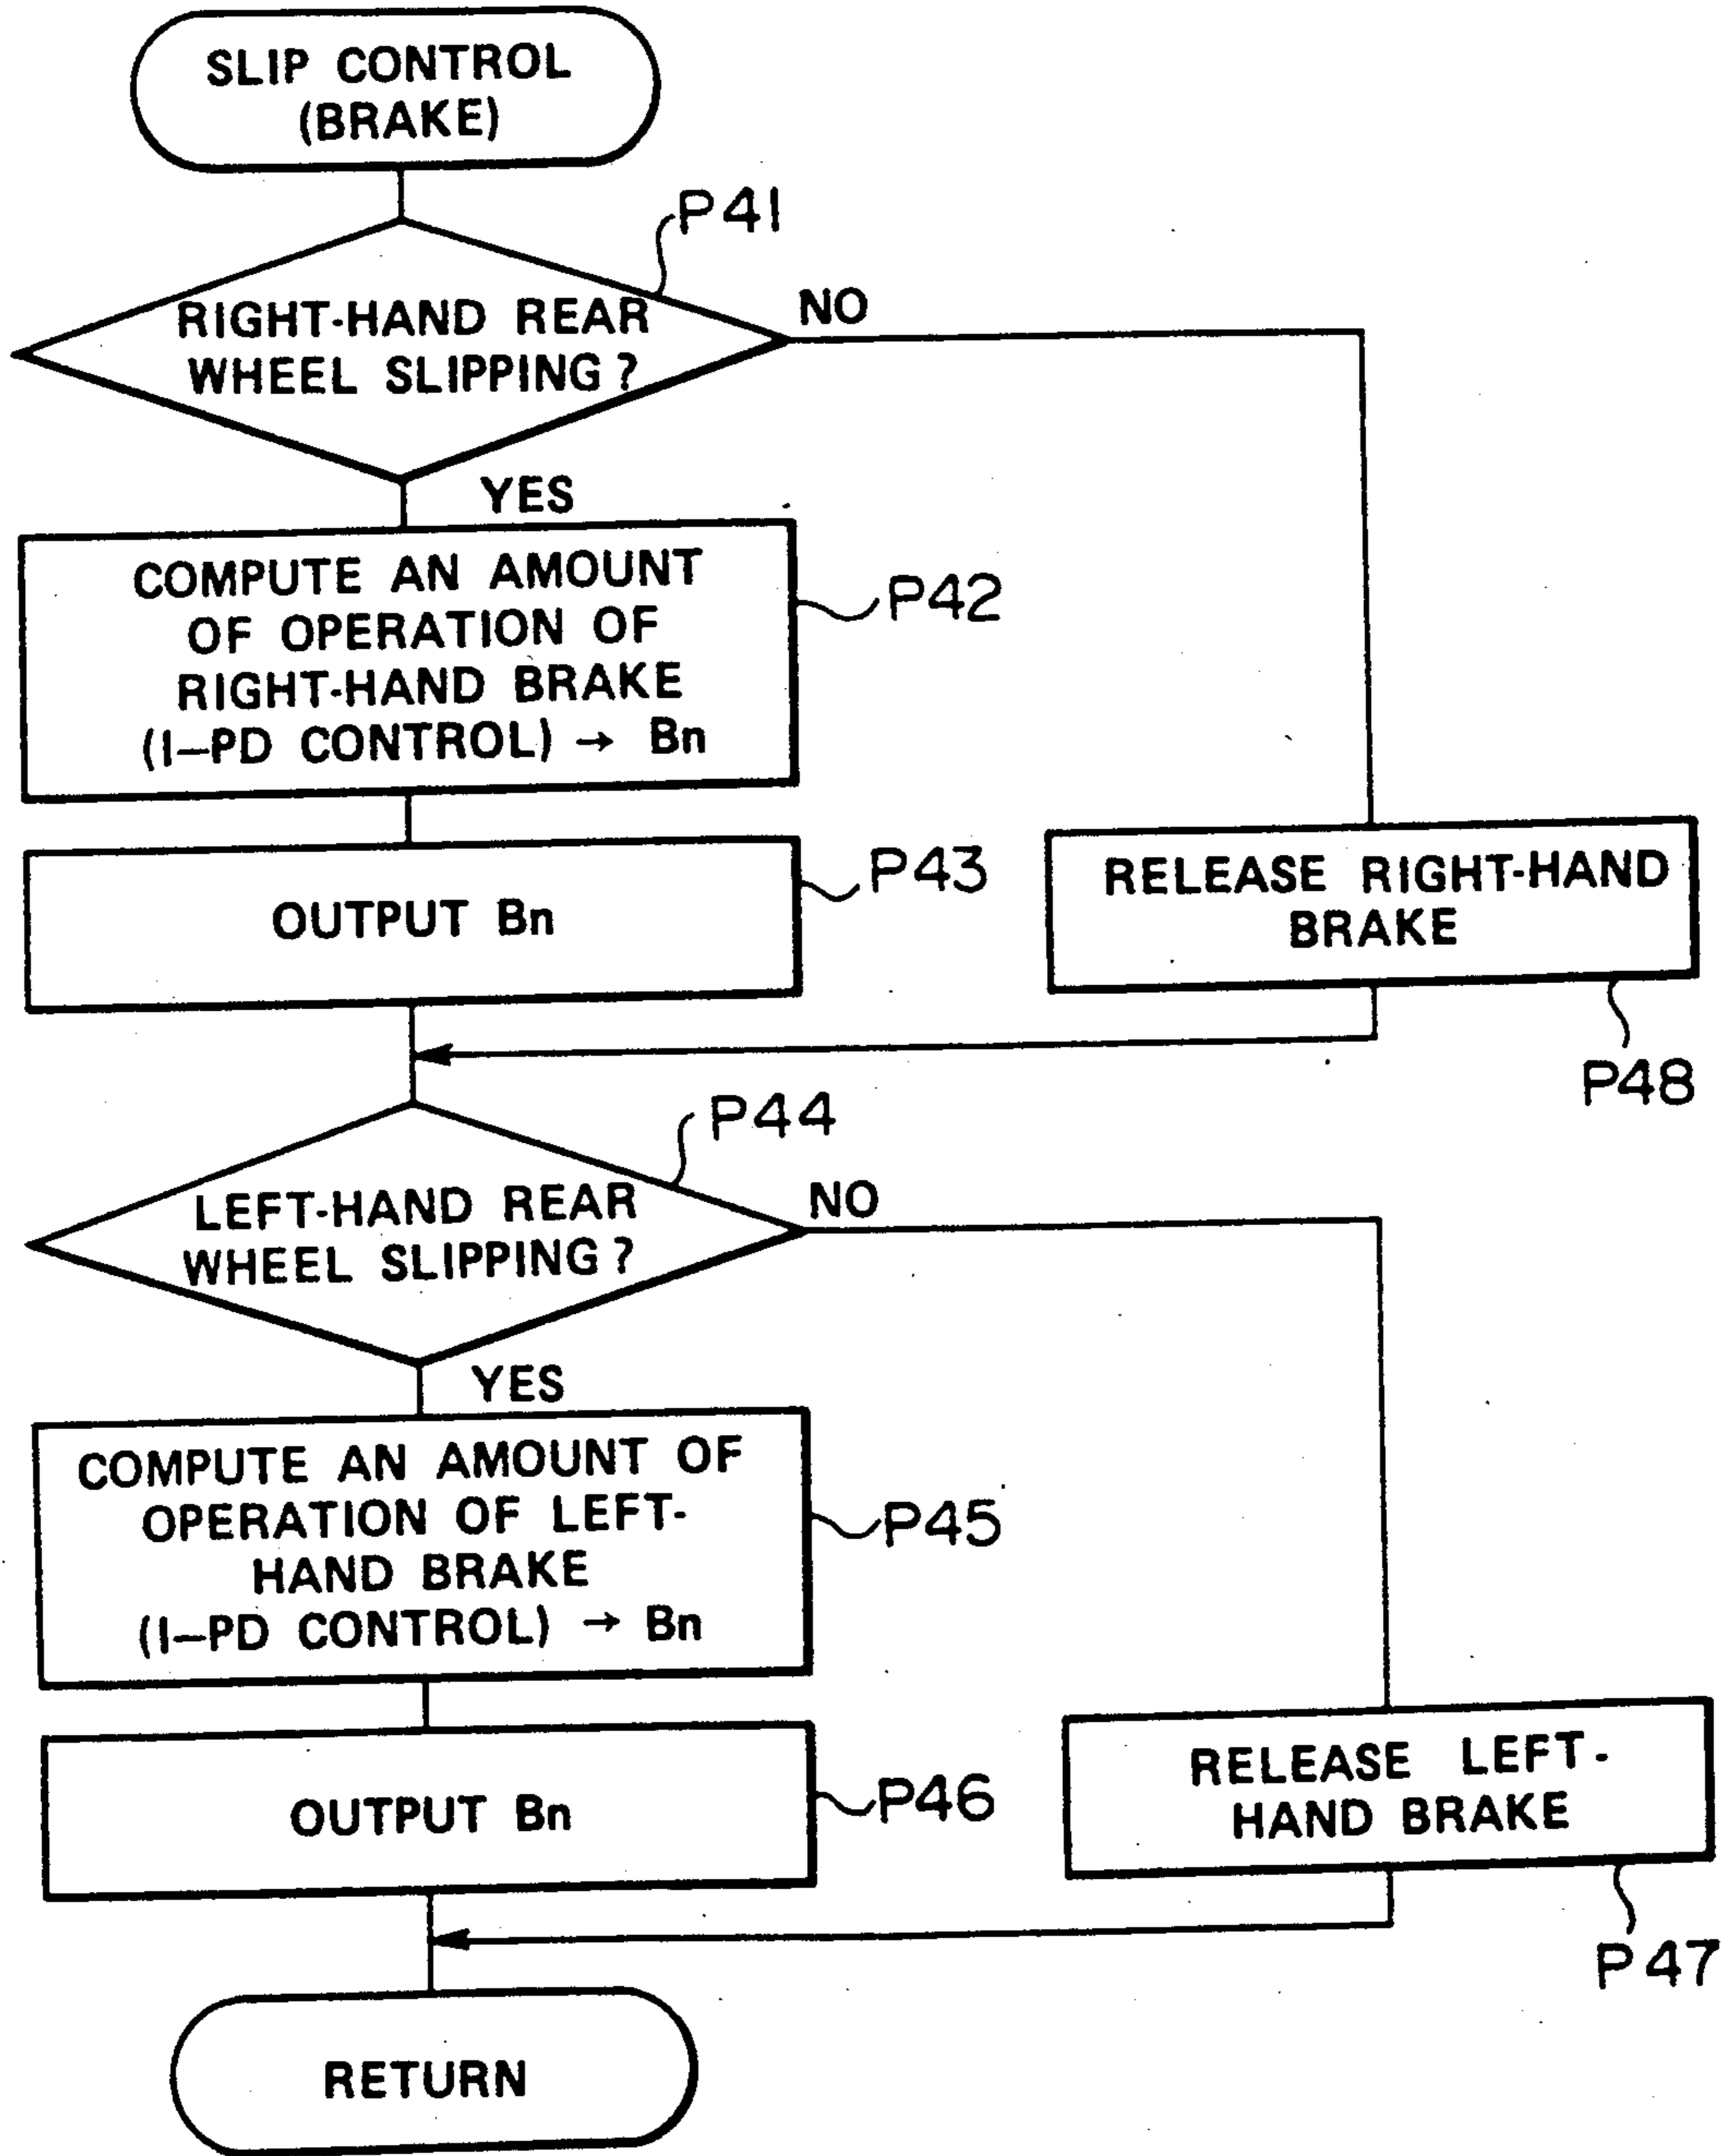 SLIP CONTROL
(BRAKE)
P41
RIGHT-HAND REAR
WHEEL SLIPPING ?
NO
YES
COMPUTE AN AMOUNT
OF OPERATION OF
RIGHT-HAND BRAKE
(I-PD CONTROL) → Bn
P42
OUTPUT Bn
P43
RELEASE RIGHT-HAND
BRAKE
P48
P44
LEFT-HAND REAR
WHEEL SLIPPING ?
NO
YES
COMPUTE AN AMOUNT OF
OPERATION OF LEFT-
HAND BRAKE
(I-PD CONTROL) → Bn
P45
OUTPUT Bn
P46
RELEASE LEFT-
HAND BRAKE
P47
RETURN